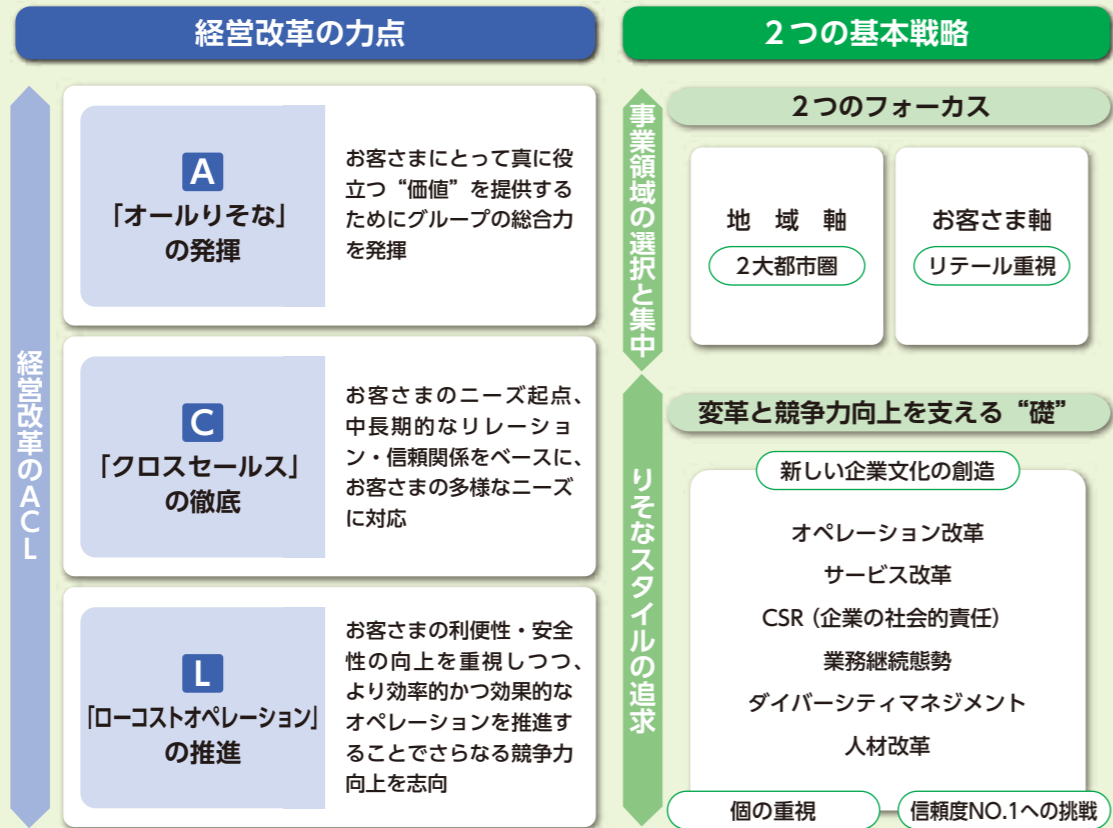 経営改革の力点
経営改革のACL
A
「オールりそな」
の発揮
お客さまにとって真に役
立つ“価値”を提供する
ためにグループの総合力
を発揮
C
「クロスセールス」
の徹底
お客さまのニーズ起点、
中長期的なリレーショ
ン・信頼関係をベースに、
お客さまの多様なニーズ
に対応
L
「ローコストオペレーション」
の推進
お客さまの利便性・安全
性の向上を重視しつつ、
より効率的かつ効果的な
オペレーションを推進す
ることでさらなる競争力
向上を志向
2つの基本戦略
事業領域の選択と集中
2つのフォーカス
地 域 軸
2大都市圏
お客さま軸
リテール重視
りそなスタイルの追求
変革と競争力向上を支える“礎”
新しい企業文化の創造
オペレーション改革
サービス改革
CSR（企業の社会的責任）
業務継続態勢
ダイバーシティマネジメント
人材改革
個の重視
信頼度NO.1への挑戦